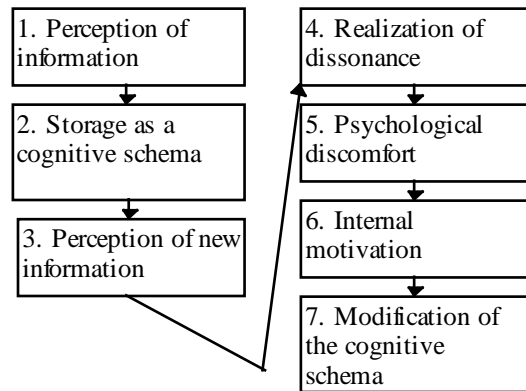 1. Perception of
information
2. Storage as a
cognitive schema
3. Perception of new
information
4. Realization of
dissonance
5. Psychological
discomfort
6. Internal
motivation
7. Modification of
the cognitive
schema